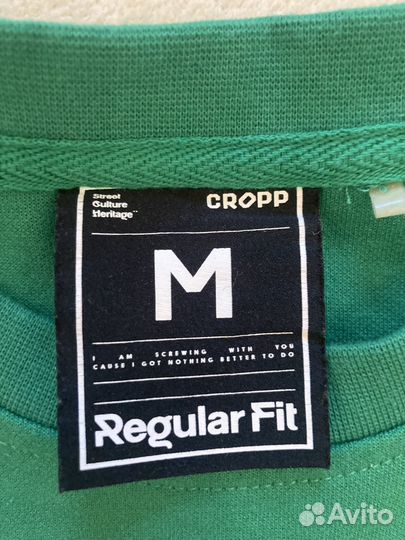 Street
Culture
Heritage™
CROPP
M
I AM SCREWING WITH YOU
CAUSE I GOT NOTHING BETTER TO DO
Regular Fit
Avito